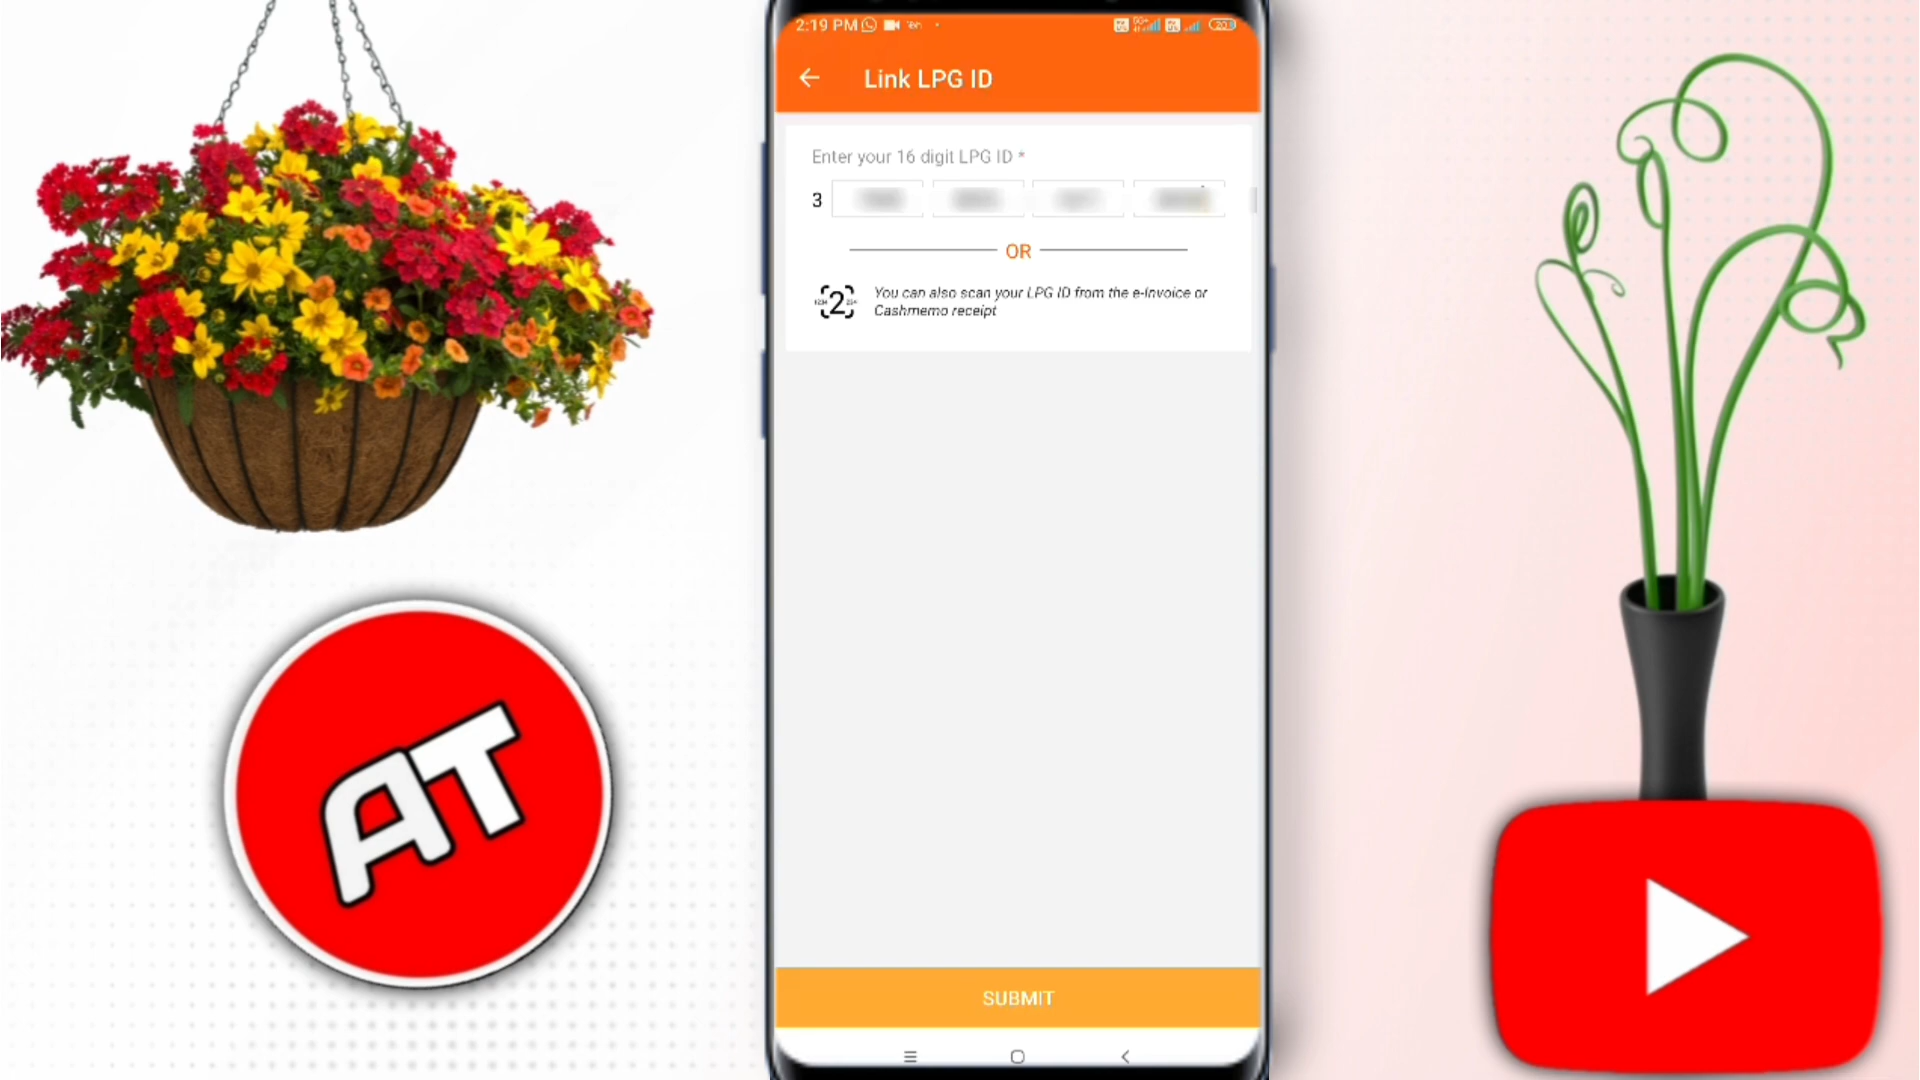 2:19 PM
Link LPG ID
Enter your 16 digit LPG ID *
3
OR
2
You can also scan your LPG ID from the e-Invoice or
Cashmemo receipt
AT
SUBMIT